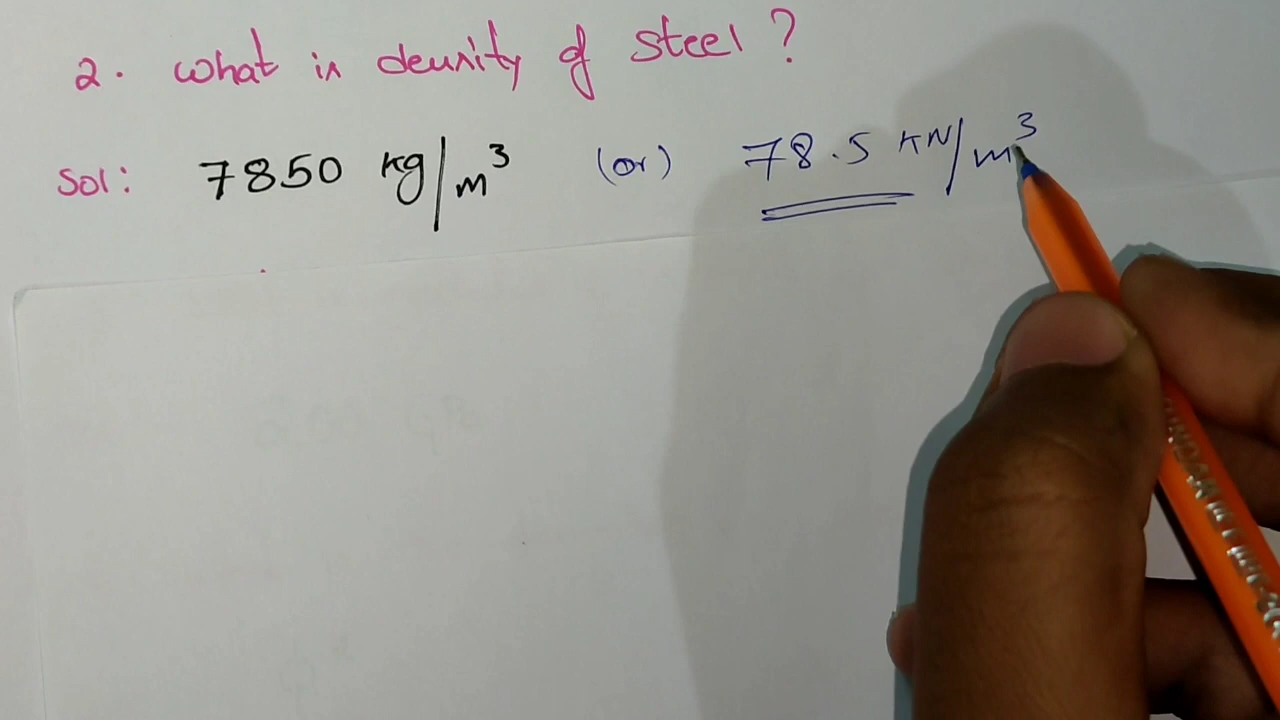 2. What is density of steel?
Sol: 7850 kg/m³ (or) 78.5 KN/m³